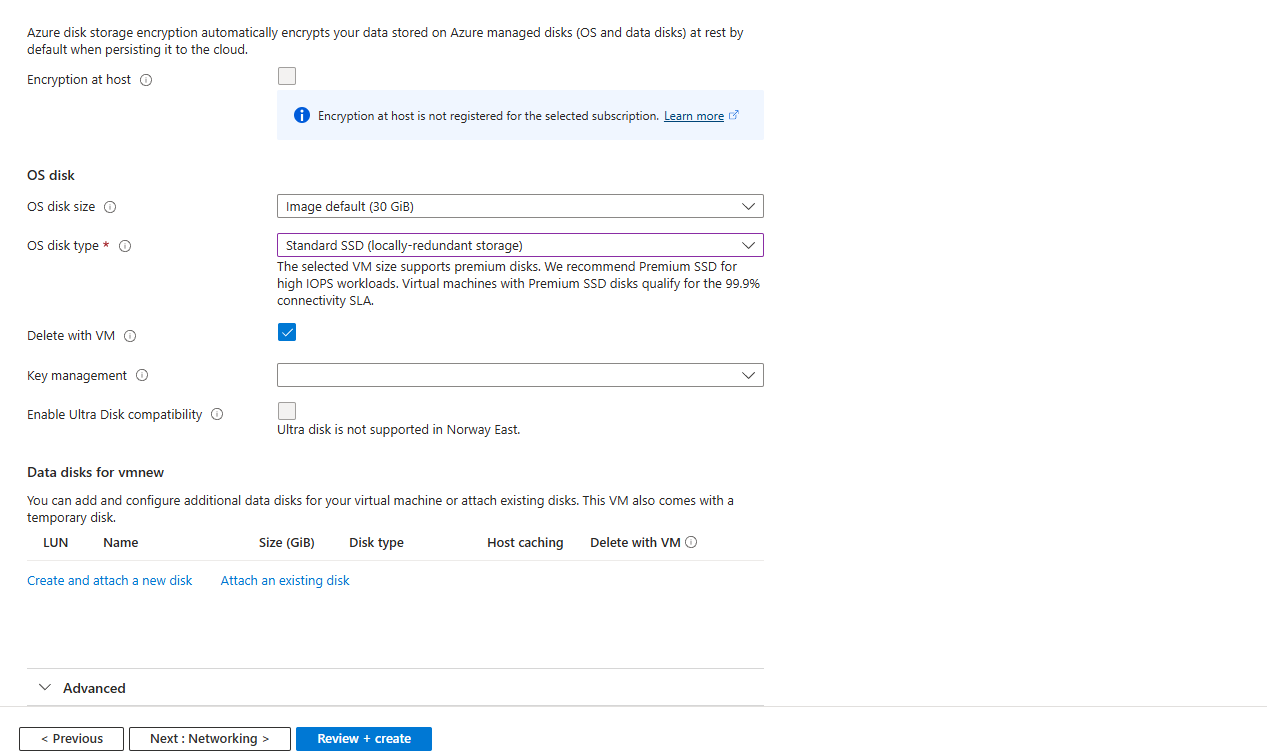 Azure disk storage encryption automatically encrypts your data stored on Azure managed disks (OS and data disks) at rest by
default when persisting it to the cloud.
Encryption at host
Encryption at host is not registered for the selected subscription. Learn more
OS disk
OS disk size
Image default (30 GiB)
OS disk type *
Standard SSD (locally-redundant storage)
The selected VM size supports premium disks. We recommend Premium SSD for
high IOPS workloads. Virtual machines with Premium SSD disks qualify for the 99.9%
connectivity SLA.
Delete with VM
Key management
Enable Ultra Disk compatibility
Ultra disk is not supported in Norway East.
Data disks for vmnew
You can add and configure additional data disks for your virtual machine or attach existing disks. This VM also comes with a
temporary disk.
LUN Name Size (GiB) Disk type Host caching Delete with VM
Create and attach a new disk Attach an existing disk
Advanced
< Previous Next : Networking > Review + create